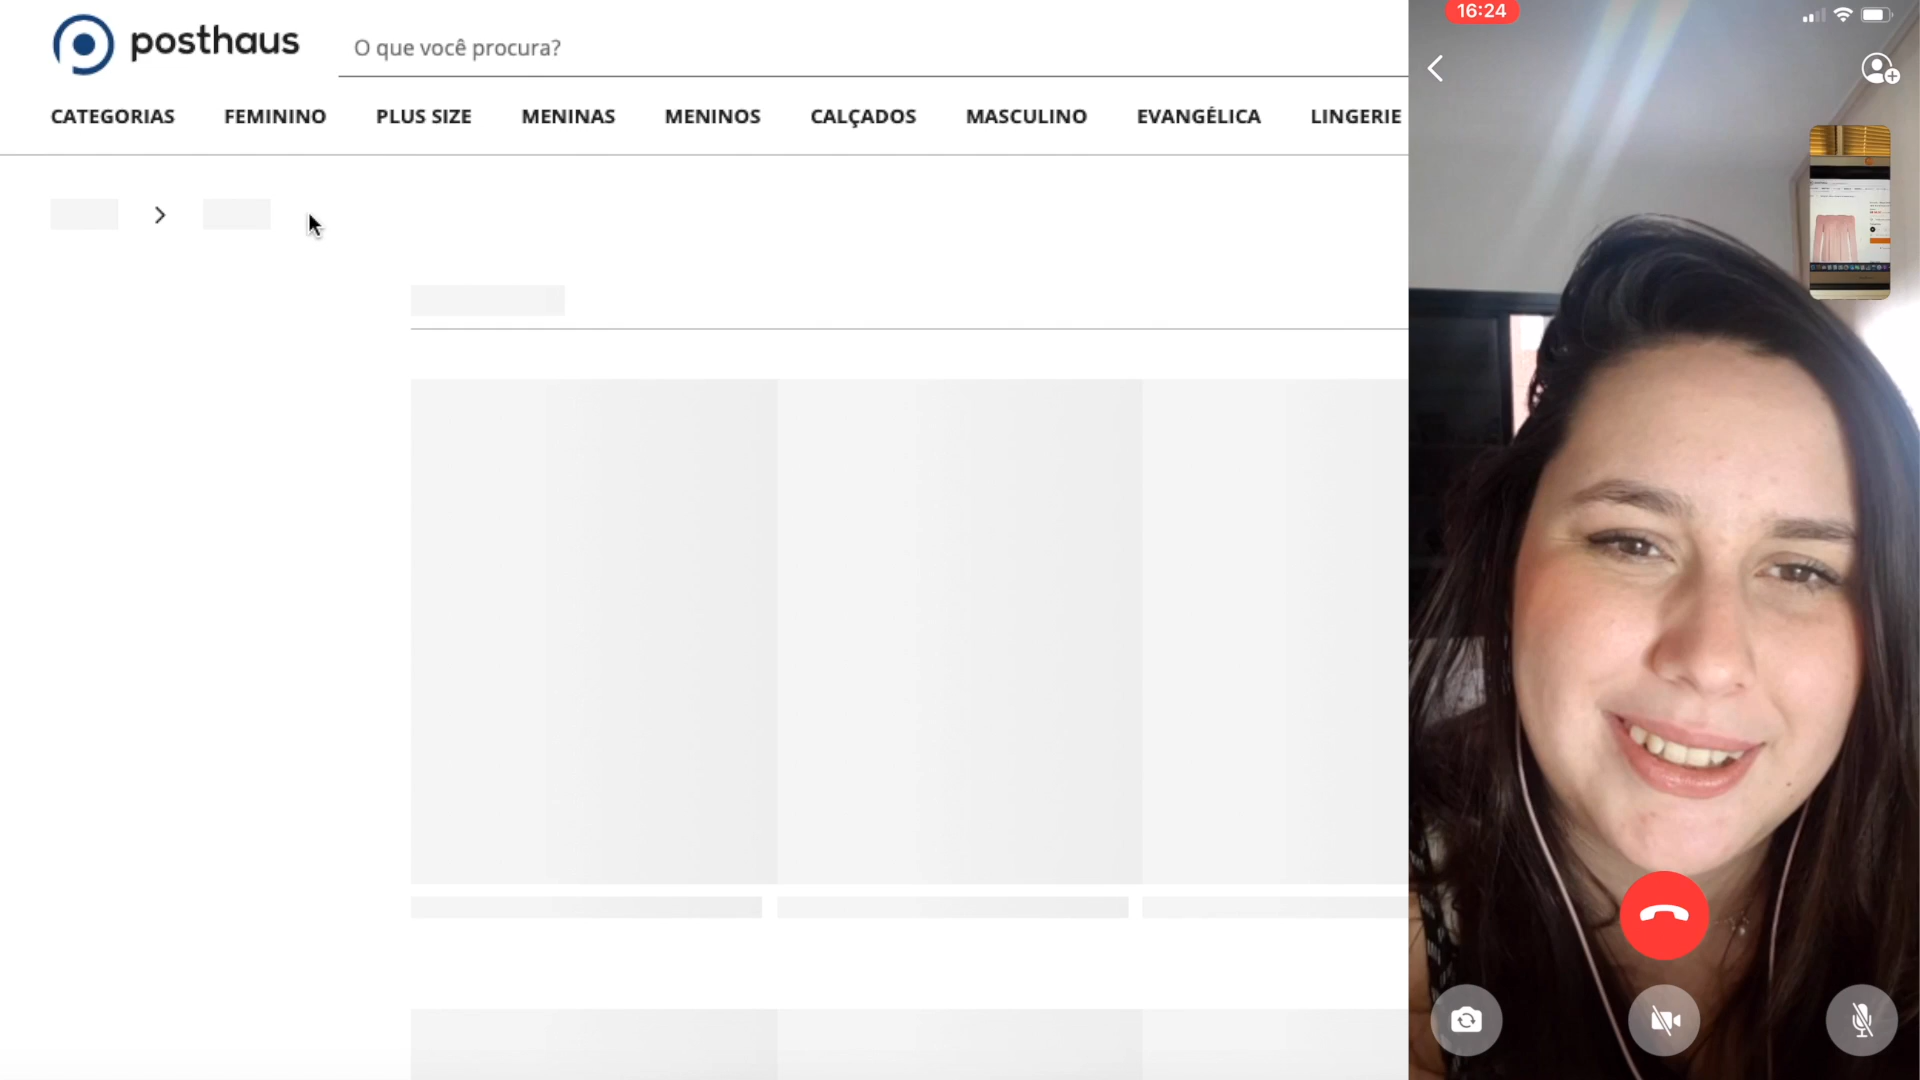 posthaus
O que você procura?
CATEGORIAS FEMININO PLUS SIZE MENINAS MENINOS CALÇADOS MASCULINO EVANGÉLICA LINGERIE
16:24